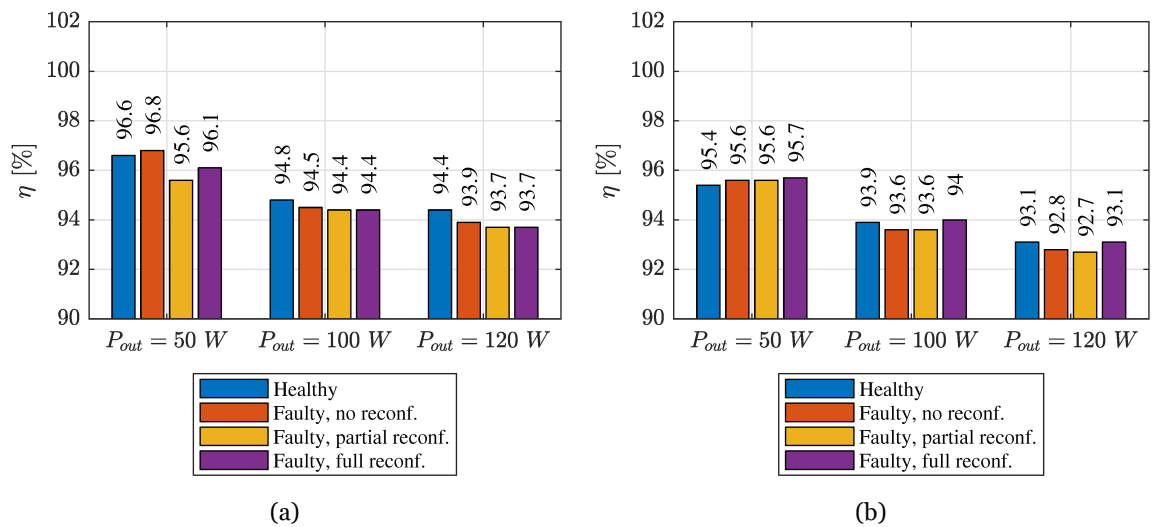 102
100
98
96
94
92
90
η [%]
96.6
96.8
95.6
96.1
94.8
94.5
94.4
94.4
94.4
93.9
93.7
93.7
P_out = 50 W
P_out = 100 W
P_out = 120 W
Healthy
Faulty, no reconf.
Faulty, partial reconf.
Faulty, full reconf.
(a)
102
100
98
96
94
92
90
η [%]
95.4
95.6
95.6
95.7
93.9
93.6
93.6
94
93.1
92.8
92.7
93.1
P_out = 50 W
P_out = 100 W
P_out = 120 W
Healthy
Faulty, no reconf.
Faulty, partial reconf.
Faulty, full reconf.
(b)